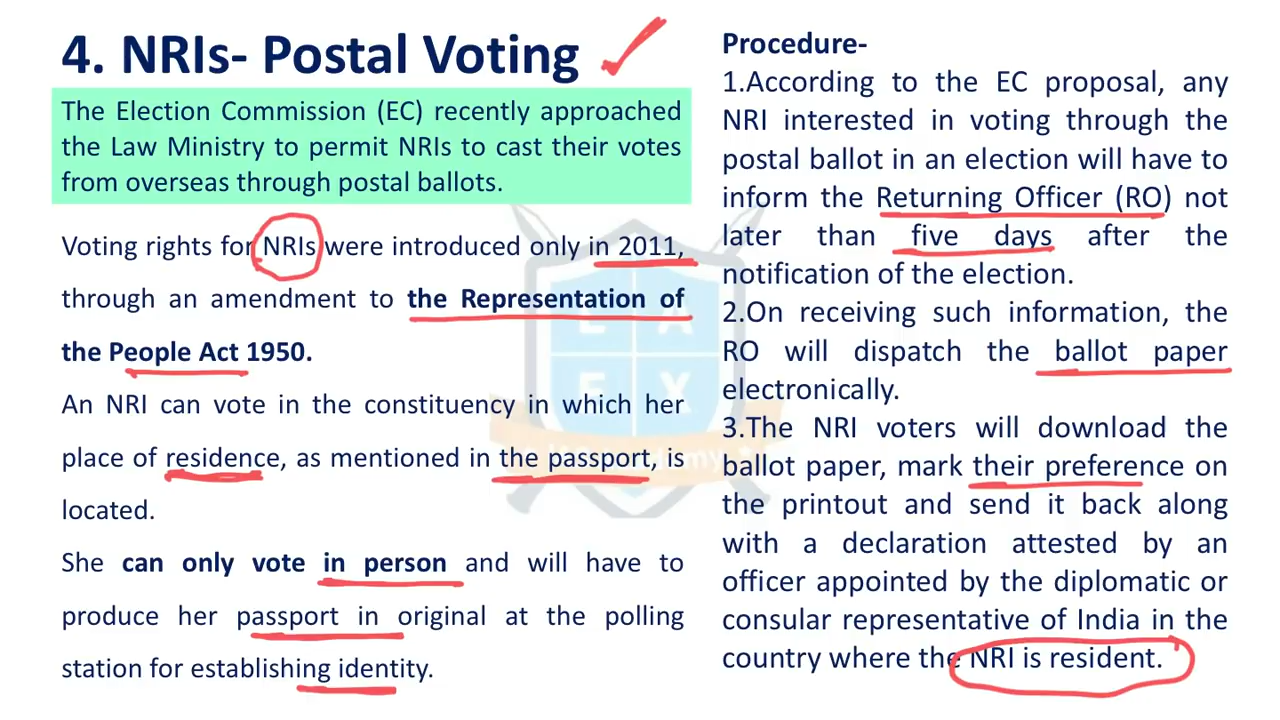 4. NRIs- Postal Voting
The Election Commission (EC) recently approached
the Law Ministry to permit NRIs to cast their votes
from overseas through postal ballots.
Voting rights for NRIs were introduced only in 2011,
through an amendment to the Representation of
the People Act 1950.
An NRI can vote in the constituency in which her
place of residence, as mentioned in the passport, is
located.
She can only vote in person and will have to
produce her passport in original at the polling
station for establishing identity.
Procedure-
1.According to the EC proposal, any
NRI interested in voting through the
postal ballot in an election will have to
inform the Returning Officer (RO) not
later than five days after the
notification of the election.
2.On receiving such information, the
RO will dispatch the ballot paper
electronically.
3.The NRI voters will download the
ballot paper, mark their preference on
the printout and send it back along
with a declaration attested by an
officer appointed by the diplomatic or
consular representative of India in the
country where the NRI is resident.
L A
E X